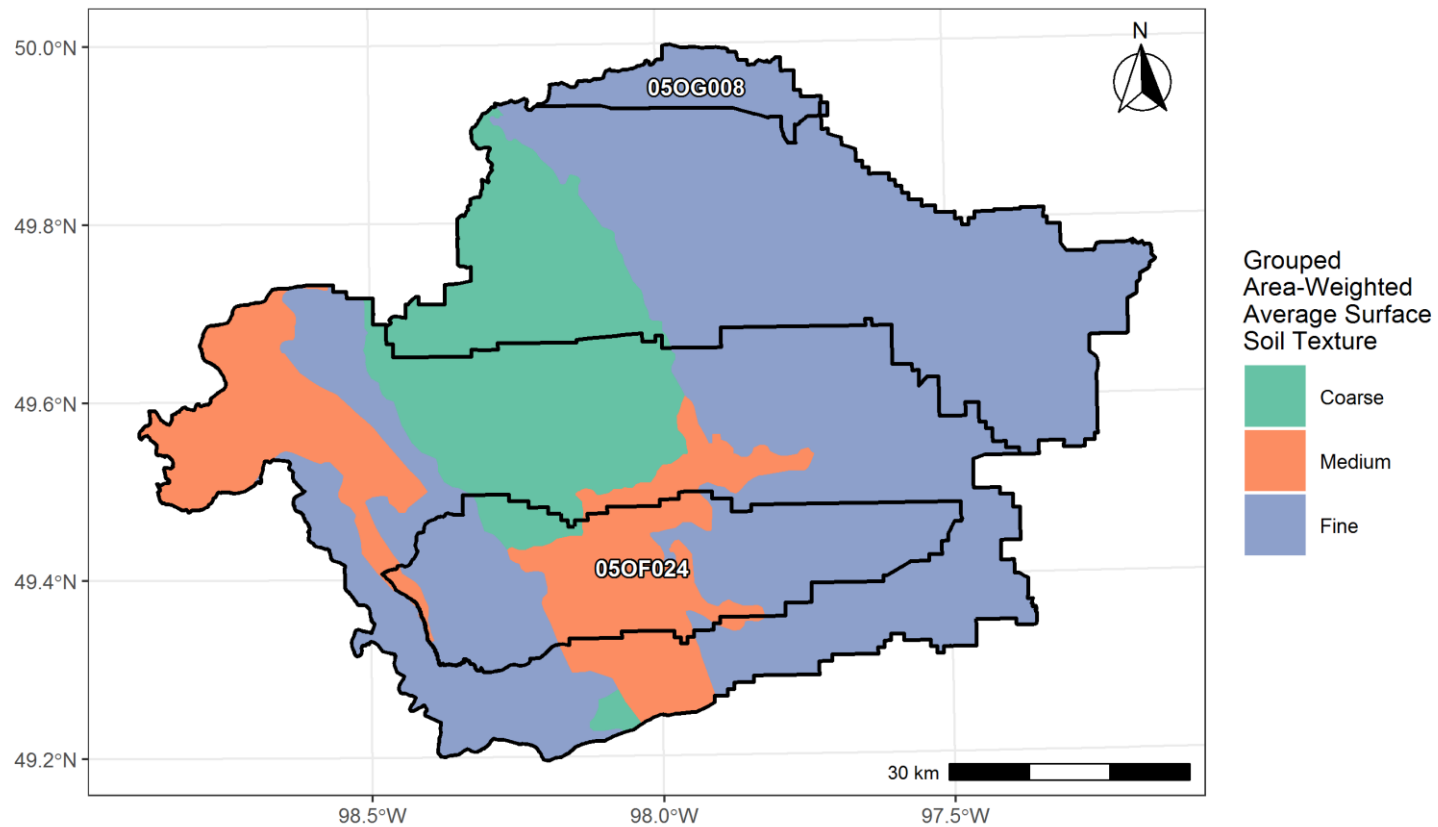 N
50.0°N
49.8°N
49.6°N
49.4°N
49.2°N
05OG008
05OF024
30 km
98.5°W
98.0°W
97.5°W
Grouped
Area-Weighted
Average Surface
Soil Texture
Coarse
Medium
Fine